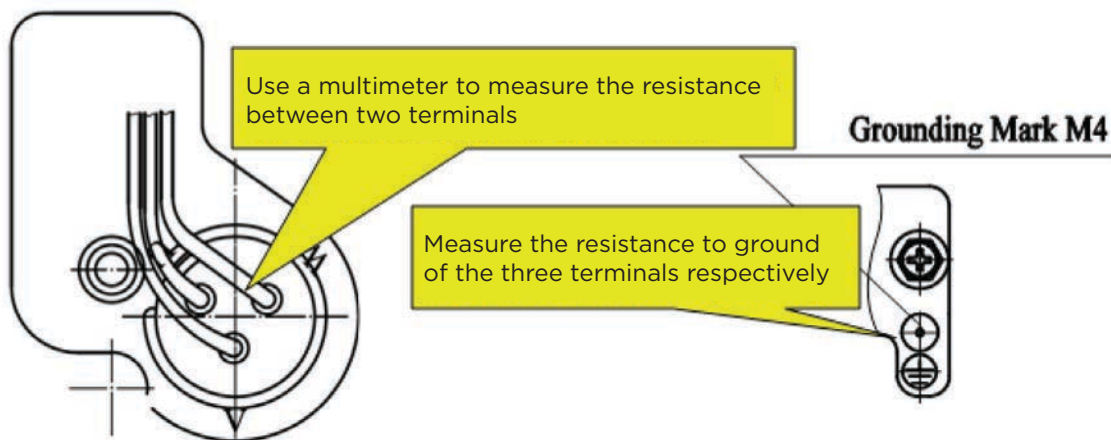 Use a multimeter to measure the resistance
between two terminals
Grounding Mark M4
Measure the resistance to ground
of the three terminals respectively